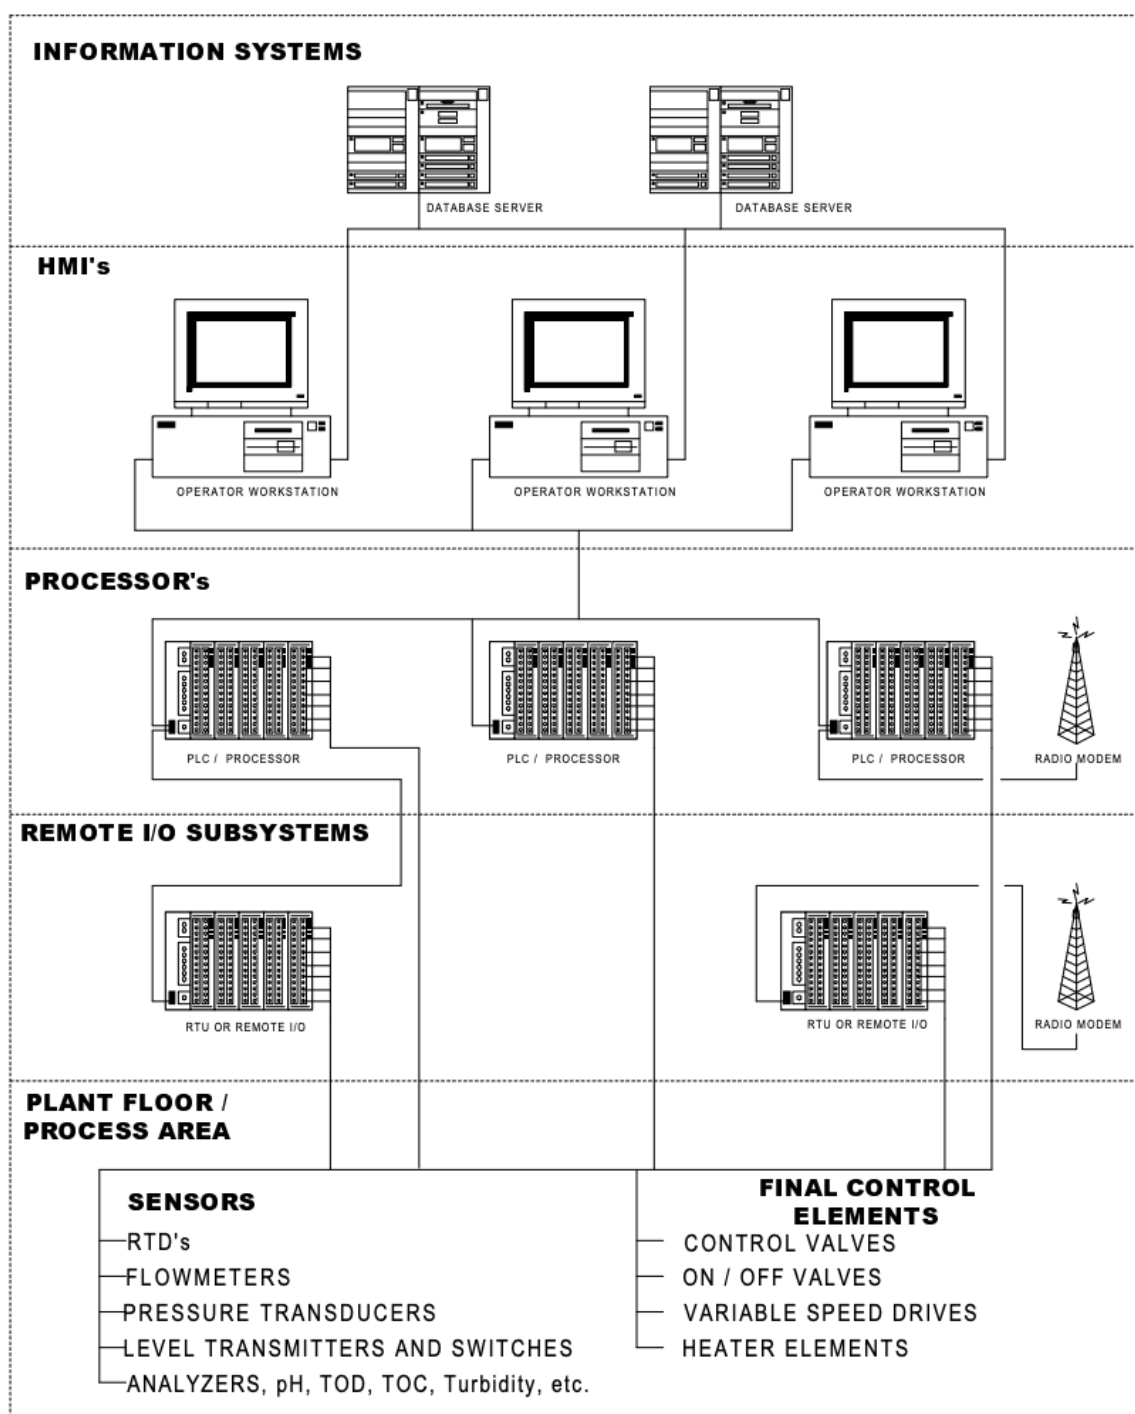 INFORMATION SYSTEMS
DATABASE SERVER
DATABASE SERVER
HMI's
OPERATOR WORKSTATION
OPERATOR WORKSTATION
OPERATOR WORKSTATION
PROCESSOR's
PLC / PROCESSOR
PLC / PROCESSOR
PLC / PROCESSOR
RADIO MODEM
REMOTE I/O SUBSYSTEMS
RTU OR REMOTE I/O
RTU OR REMOTE I/O
RADIO MODEM
PLANT FLOOR /
PROCESS AREA
SENSORS
RTD's
FLOWMETERS
PRESSURE TRANSDUCERS
LEVEL TRANSMITTERS AND SWITCHES
ANALYZERS, pH, TOD, TOC, Turbidity, etc.
FINAL CONTROL
ELEMENTS
CONTROL VALVES
ON / OFF VALVES
VARIABLE SPEED DRIVES
HEATER ELEMENTS